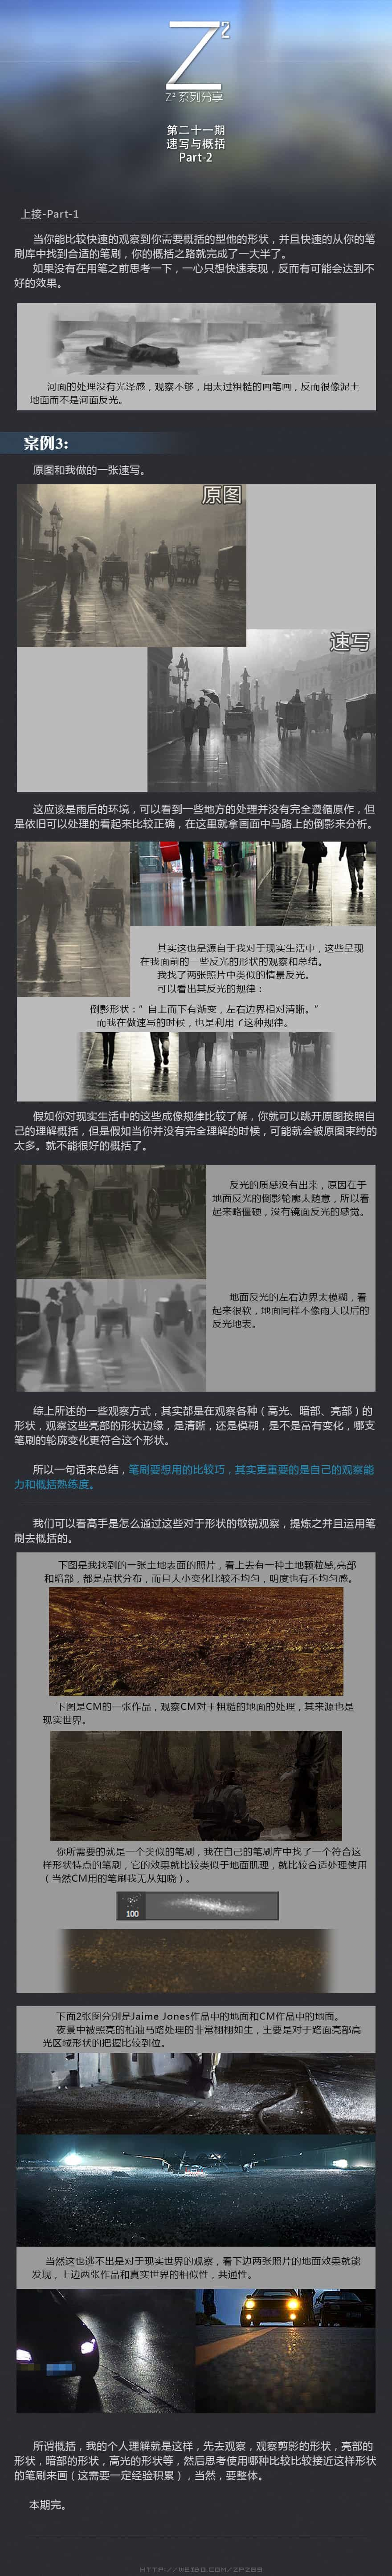 Z²
Z² 系列分享
第二十一期
速写与概括
Part-2
上接-Part-1
当你能比较快速的观察到你需要概括的型他的形状，并且快速的从你的笔
刷库中找到合适的笔刷，你的概括之路就完成了一大半了。
如果没有在用笔之前思考一下，一心只想快速表现，反而有可能会达到不
好的效果。
河面的处理没有光泽感，观察不够，用太过粗糙的画笔画，反而很像泥土
地面而不是河面反光。
案例3:
原图和我做的一张速写。
原图
速写
这应该是雨后的环境，可以看到一些地方的处理并没有完全遵循原作，但
是依旧可以处理的看起来比较正确，在这里就拿画面中马路上的倒影来分析。
其实这也是源自于我对于现实生活中，这些呈现
在我面前的一些反光的形状的观察和总结。
我找了两张照片中类似的情景反光。
可以看出其反光的规律：
倒影形状：”自上而下有渐变，左右边界相对清晰。“
而我在做速写的时候，也是利用了这种规律。
假如你对现实生活中的这些成像规律比较了解，你就可以跳开原图按照自
己的理解概括，但是假如当你并没有完全理解的时候，可能就会被原图束缚的
太多。就不能很好的概括了。
反光的质感没有出来，原因在于
地面反光的倒影轮廓太随意，所以看
起来略僵硬，没有镜面反光的感觉。
地面反光的左右边界太模糊，看
起来很软，地面同样不像雨天以后的
反光地表。
综上所述的一些观察方式，其实都是在观察各种（高光、暗部、亮部）的
形状，观察这些亮部的形状边缘，是清晰，还是模糊，是不是富有变化，哪支
笔刷的轮廓变化更符合这个形状。
所以一句话来总结，笔刷要想用的比较巧，其实更重要的是自己的观察能
力和概括熟练度。
我们可以看高手是怎么通过这些对于形状的敏锐观察，提炼之并且运用笔
刷去概括的。
下图是我找到的一张土地表面的照片，看上去有一种土地颗粒感,亮部
和暗部，都是点状分布，而且大小变化比较不均匀，明度也有不均匀感。
下图是CM的一张作品，观察CM对于粗糙的地面的处理，其来源也是
现实世界。
你所需要的就是一个类似的笔刷，我在自己的笔刷库中找了一个符合这
样形状特点的笔刷，它的效果就比较类似于地面肌理，就比较合适处理使用
（当然CM用的笔刷我无从知晓）。
100
下面2张图分别是Jaime Jones作品中的地面和CM作品中的地面。
夜景中被照亮的柏油马路处理的非常栩栩如生，主要是对于路面亮部高
光区域形状的把握比较到位。
当然这也逃不出是对于现实世界的观察，看下边两张照片的地面效果就能
发现，上边两张作品和真实世界的相似性，共通性。
所谓概括，我的个人理解就是这样，先去观察，观察剪影的形状，亮部的
形状，暗部的形状，高光的形状等，然后思考使用哪种比较比较接近这样形状
的笔刷来画（这需要一定经验积累），当然，要整体。
本期完。
HTTP://WEIBO.COM/ZPZBB